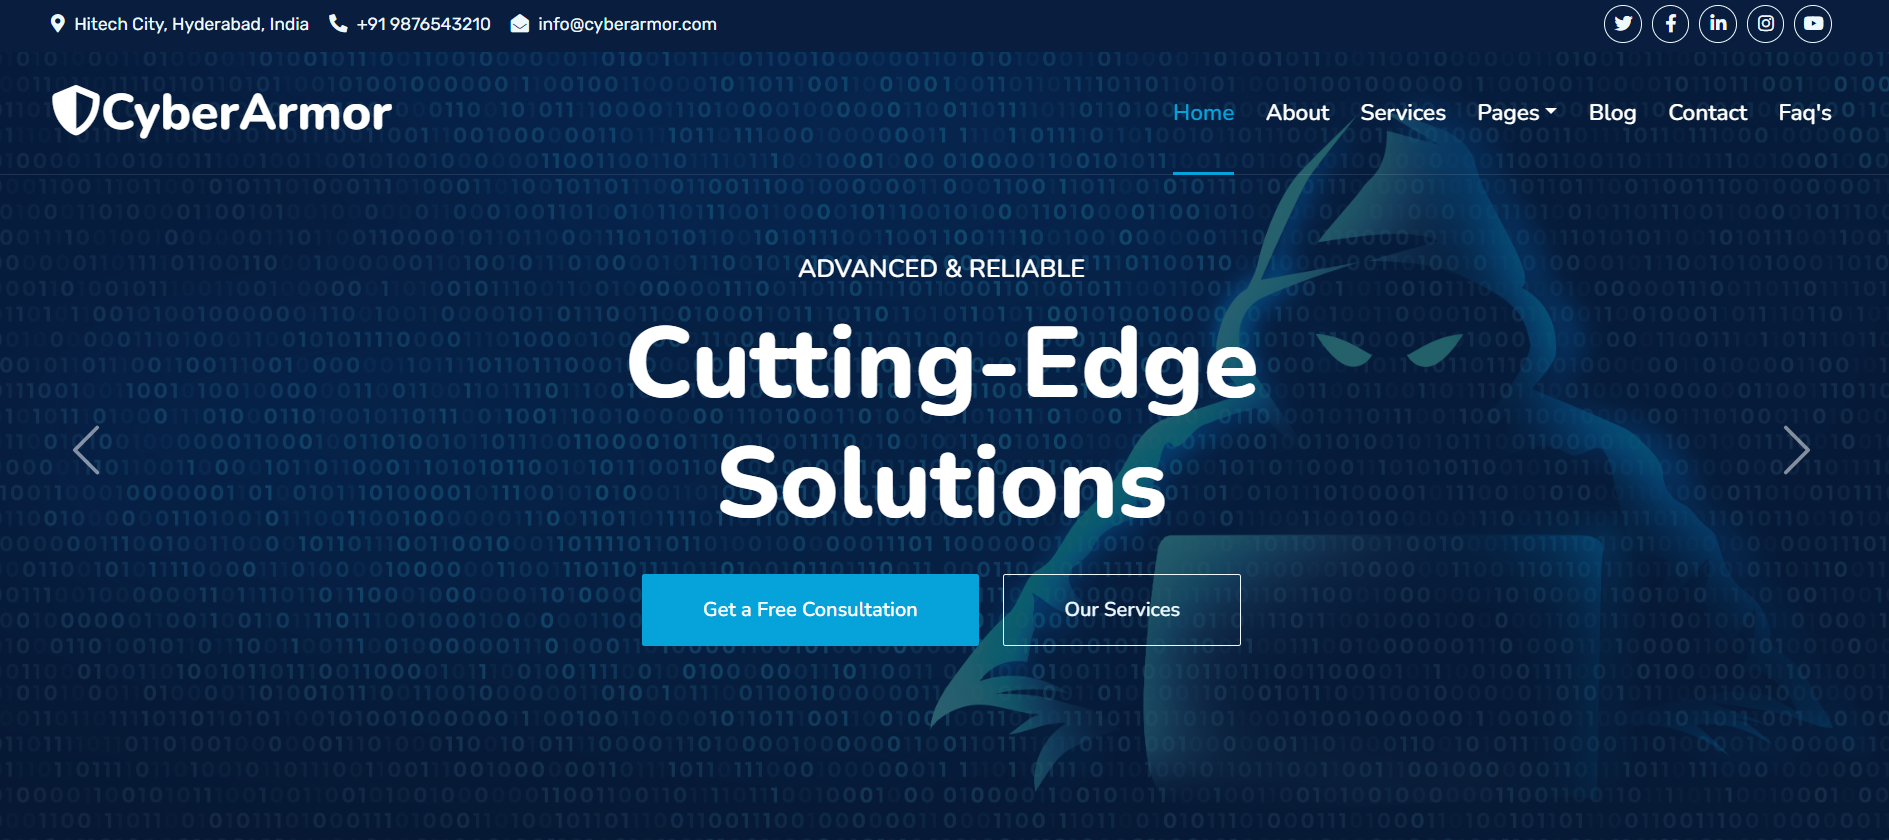 Hitech City, Hyderabad, India
+91 9876543210
info@cyberarmor.com
CyberArmor
Home
About
Services
Pages
Blog
Contact
Faq's
ADVANCED & RELIABLE
Cutting-Edge
Solutions
Get a Free Consultation
Our Services